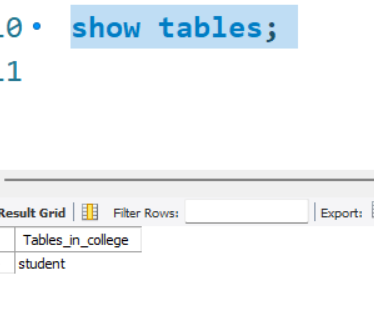 10 show tables;
11
Result Grid Filter Rows: Export:
Tables_in_college
student